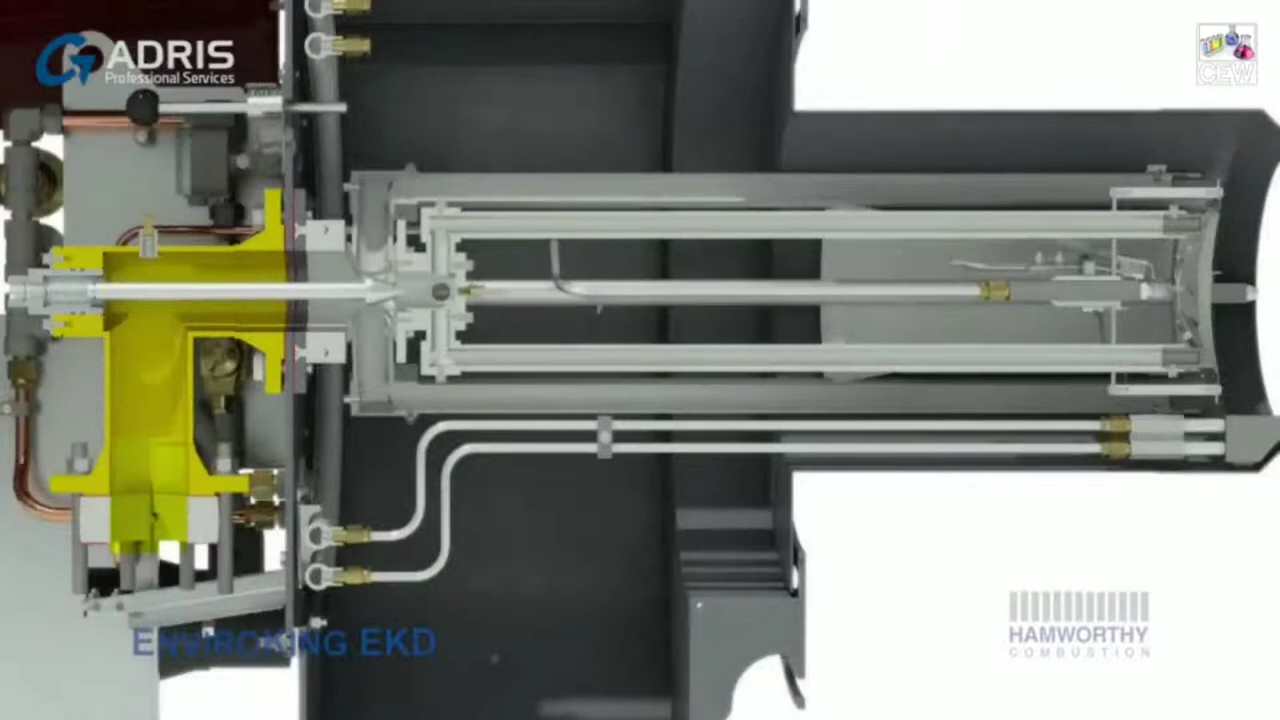 ADRIS
Professional Services
CEW
ENVIROKING EKD
HAMWORTHY
COMBUSTION